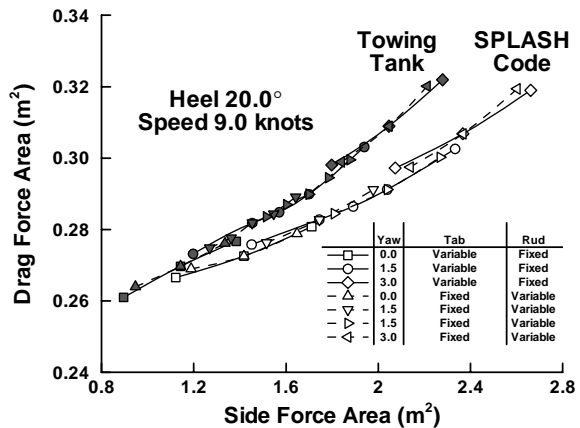 Towing Tank
SPLASH Code
Heel 20.0°
Speed 9.0 knots
Drag Force Area (m²)
0.34
0.32
0.30
0.28
0.26
0.24
Yaw Tab Rud
0.0 Variable Fixed
1.5 Variable Fixed
3.0 Variable Fixed
0.0 Fixed Variable
1.5 Fixed Variable
1.5 Fixed Variable
3.0 Fixed Variable
0.8 1.2 1.6 2.0 2.4 2.8
Side Force Area (m²)